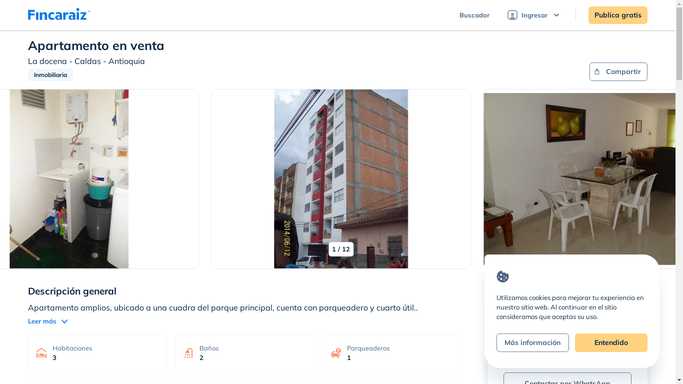 Fincaraíz
Buscador
Ingresar
Publica gratis
Apartamento en venta
La docena - Caldas - Antioquia
Inmobiliaria
Compartir
2014/06/12
1 / 12
Descripción general
Apartamento amplios, ubicado a una cuadra del parque principal, cuenta con parqueadero y cuarto útil..
Leer más
Habitaciones
3
Baños
2
Parqueaderos
1
Utilizamos cookies para mejorar tu experiencia en
nuestro sitio web. Al continuar en el sitio
consideramos que aceptas su uso.
Más información
Entendido
Contactar por WhatsApp